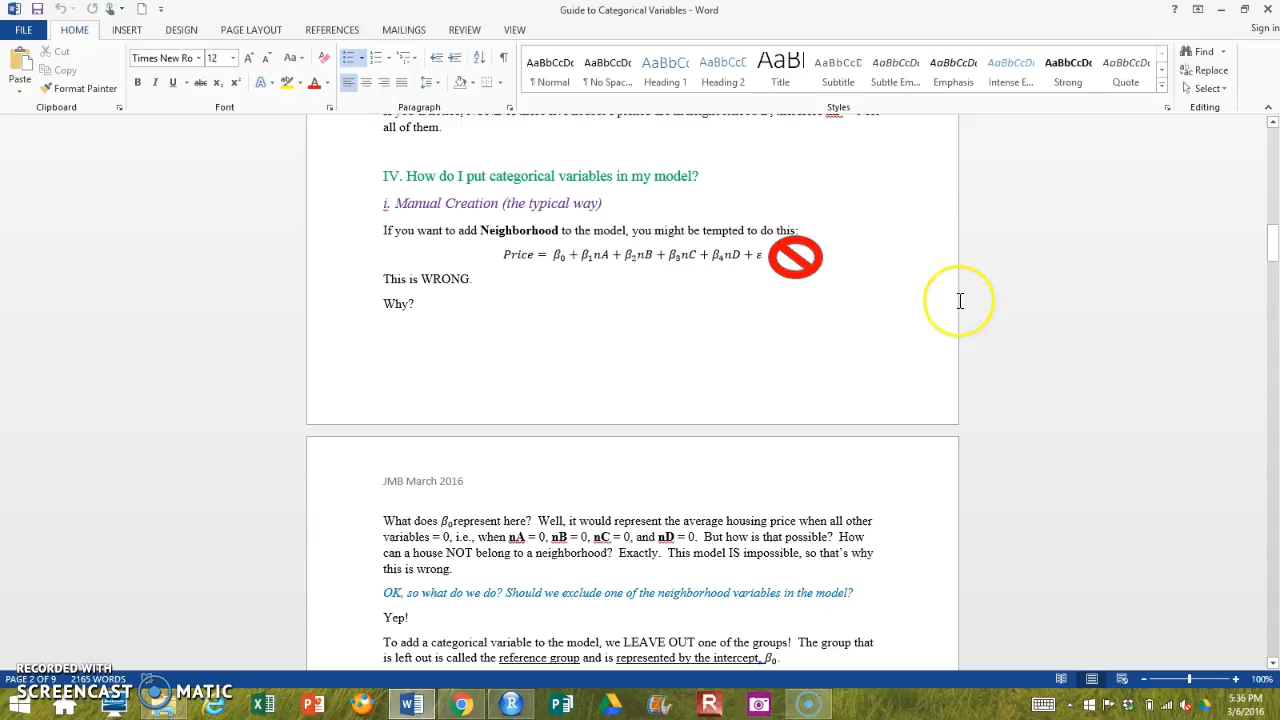 Guide to Categorical Variables - Word
FILE HOME INSERT DESIGN PAGE LAYOUT REFERENCES MAILINGS REVIEW VIEW Sign in
Paste Cut Copy Format Painter
Times New Ro 12
AaBbCcDc AaBbCcDc AaBbC AaBbCcC AaBl AaBbCcC AaBbCcDc AaBbCcDc AaBbCcDc AaBbCcDc AaBbCcDc
¶ Normal ¶ No Spac... Heading 1 Heading 2 Title Subtitle Subtle Em... Emphasis Intense E... Strong Quote
Find Replace Select
Clipboard Font Paragraph Styles Editing
all of them.
IV. How do I put categorical variables in my model?
i. Manual Creation (the typical way)
If you want to add Neighborhood to the model, you might be tempted to do this:
Price = β₀ + β₁nA + β₂nB + β₃nC + β₄nD + ε
This is WRONG.
Why?
JMB March 2016
What does β₀represent here? Well, it would represent the average housing price when all other
variables = 0, i.e., when nA = 0, nB = 0, nC = 0, and nD = 0. But how is that possible? How
can a house NOT belong to a neighborhood? Exactly. This model IS impossible, so that's why
this is wrong.
OK, so what do we do? Should we exclude one of the neighborhood variables in the model?
Yep!
To add a categorical variable to the model, we LEAVE OUT one of the groups! The group that
is left out is called the reference group and is represented by the intercept, β₀.
RECORDED WITH
SCREENCAST MATIC
PAGE 2 OF 9 2165 WORDS 100%
5:36 PM
3/6/2016